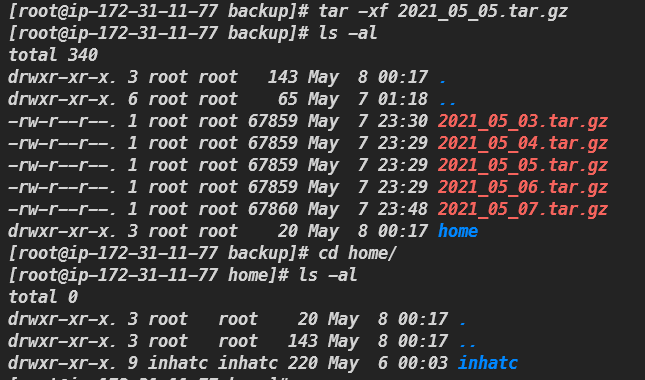 [root@ip-172-31-11-77 backup]# tar -xf 2021_05_05.tar.gz
[root@ip-172-31-11-77 backup]# ls -al
total 340
drwxr-xr-x. 3 root root   143 May  8 00:17 .
drwxr-xr-x. 6 root root    65 May  7 01:18 ..
-rw-r--r--. 1 root root 67859 May  7 23:30 2021_05_03.tar.gz
-rw-r--r--. 1 root root 67859 May  7 23:29 2021_05_04.tar.gz
-rw-r--r--. 1 root root 67859 May  7 23:29 2021_05_05.tar.gz
-rw-r--r--. 1 root root 67859 May  7 23:29 2021_05_06.tar.gz
-rw-r--r--. 1 root root 67860 May  7 23:48 2021_05_07.tar.gz
drwxr-xr-x. 3 root root    20 May  8 00:17 home
[root@ip-172-31-11-77 backup]# cd home/
[root@ip-172-31-11-77 home]# ls -al
total 0
drwxr-xr-x. 3 root   root    20 May  8 00:17 .
drwxr-xr-x. 3 root   root   143 May  8 00:17 ..
drwxr-xr-x. 9 inhatc inhatc 220 May  6 00:03 inhatc